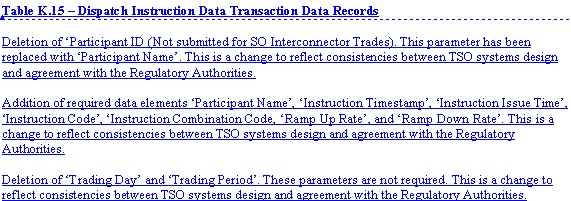 Table K.15 – Dispatch Instruction Data Transaction Data Records
Deletion of ‘Participant ID (Not submitted for SO Interconnector Trades). This parameter has been
replaced with ‘Participant Name’. This is a change to reflect consistencies between TSO systems design
and agreement with the Regulatory Authorities.
Addition of required data elements ‘Participant Name’, ‘Instruction Timestamp’, ‘Instruction Issue Time’,
‘Instruction Code’, ‘Instruction Combination Code, ‘Ramp Up Rate’, and ‘Ramp Down Rate’. This is a
change to reflect consistencies between TSO systems design and agreement with the Regulatory
Authorities.
Deletion of ‘Trading Day’ and ‘Trading Period’. These parameters are not required. This is a change to
reflect consistencies between TSO systems design and agreement with the Regulatory Authorities.